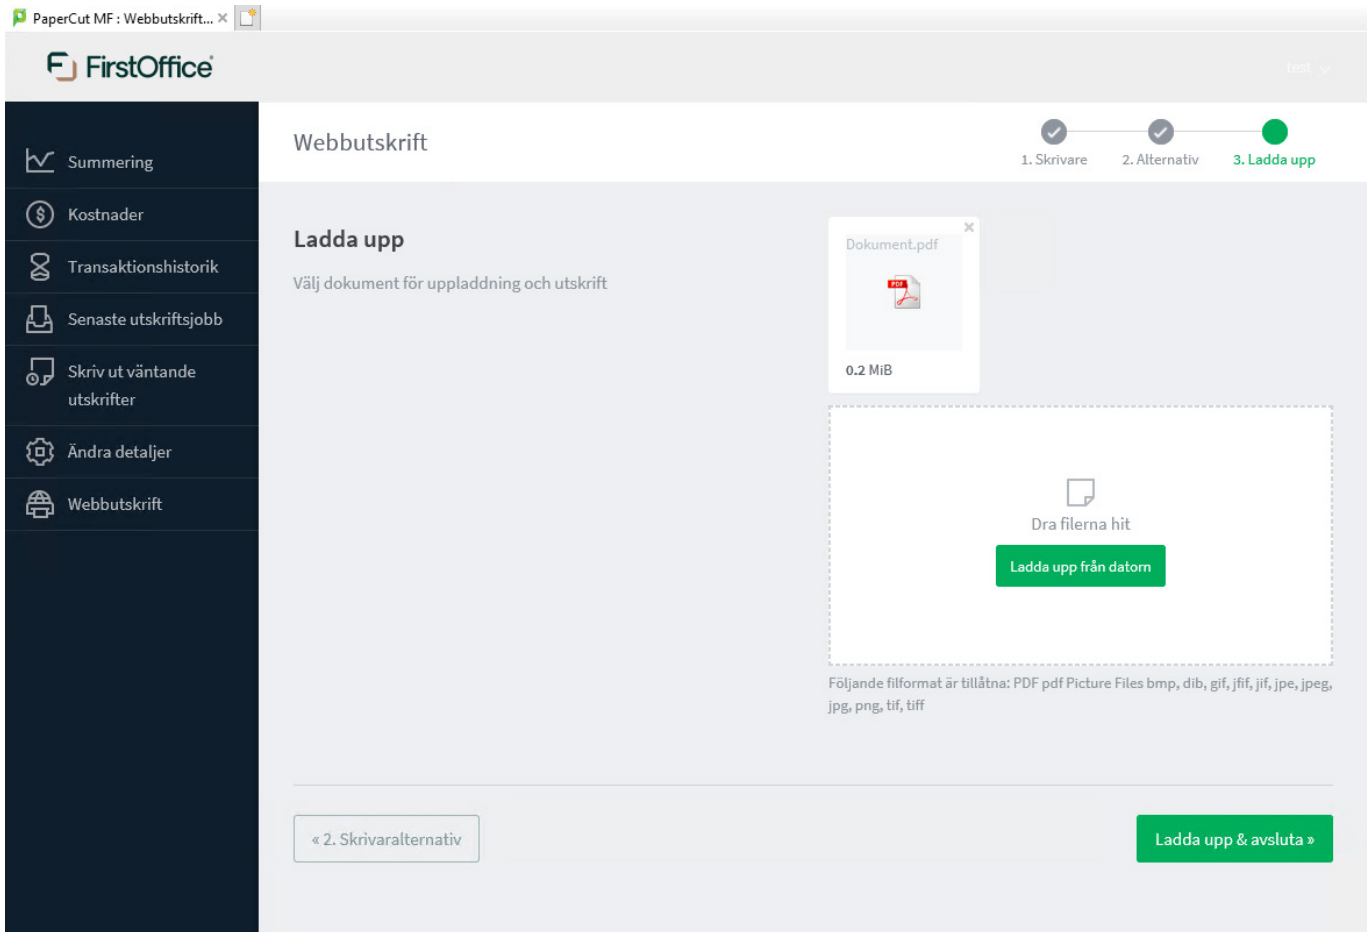 PaperCut MF : Webbutskrift...
FirstOffice
test
Summering
Kostnader
Transaktionshistorik
Senaste utskriftsjobb
Skriv ut väntande
utskrifter
Ändra detaljer
Webbutskrift
Webbutskrift
1. Skrivare
2. Alternativ
3. Ladda upp
Ladda upp
Välj dokument för uppladdning och utskrift
Dokument.pdf
PDF
0.2 MiB
Dra filerna hit
Ladda upp från datorn
Följande filformat är tillåtna: PDF pdf Picture Files bmp, dib, gif, jfif, jif, jpe, jpeg,
jpg, png, tif, tiff
« 2. Skrivaralternativ
Ladda upp & avsluta »